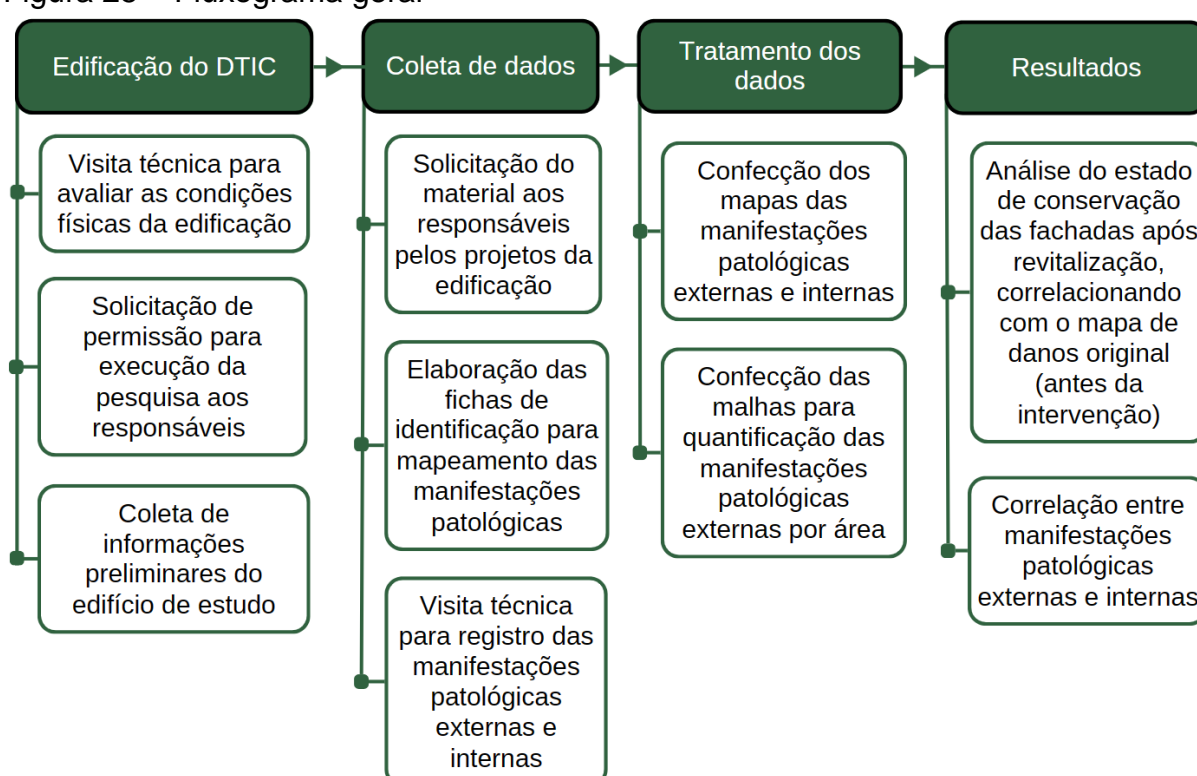 Figura 28 – Fluxograma geral
Edificação do DTIC
Visita técnica para
avaliar as condições
físicas da edificação
Solicitação de
permissão para
execução da
pesquisa aos
responsáveis
Coleta de
informações
preliminares do
edifício de estudo
Coleta de dados
Solicitação do
material aos
responsáveis
pelos projetos da
edificação
Elaboração das
fichas de
identificação para
mapeamento das
manifestações
patológicas
Visita técnica
para registro das
manifestações
patológicas
externas e
internas
Tratamento dos
dados
Confecção dos
mapas das
manifestações
patológicas
externas e internas
Confecção das
malhas para
quantificação das
manifestações
patológicas
externas por área
Resultados
Análise do estado
de conservação
das fachadas após
revitalização,
correlacionando
com o mapa de
danos original
(antes da
intervenção)
Correlação entre
manifestações
patológicas
externas e internas